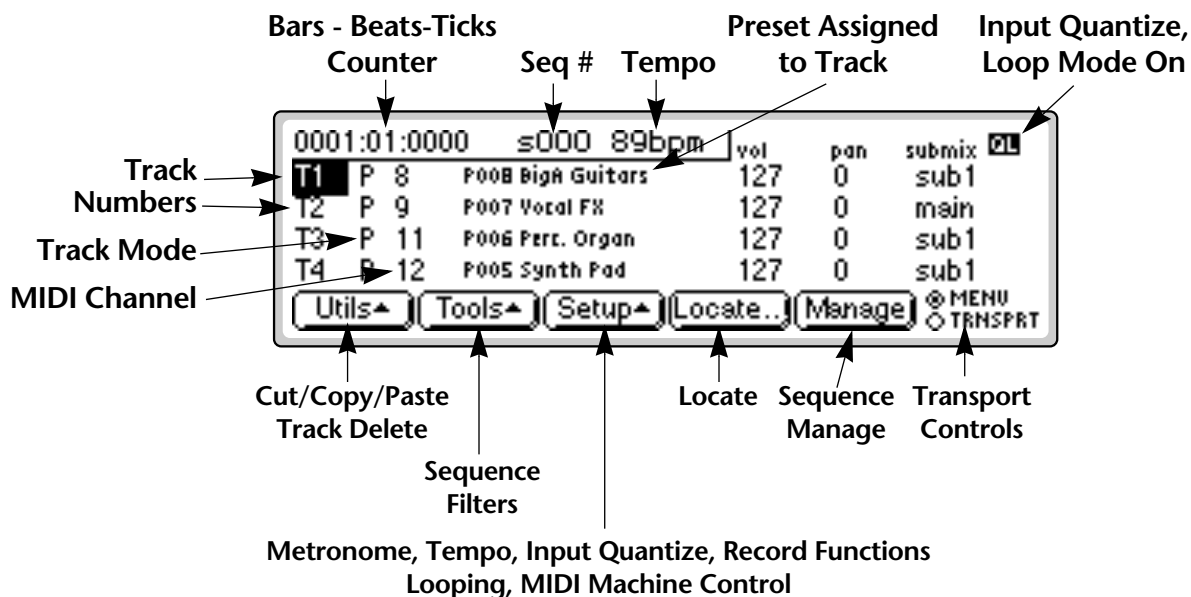 Bars - Beats-Ticks Counter
Seq #
Tempo
Preset Assigned to Track
Input Quantize, Loop Mode On
0001:01:0000 s000 89bpm vol pan submix QL
Track Numbers
T1 P 8 P008 BigA Guitars 127 0 sub1
T2 P 9 P007 Vocal FX 127 0 main
Track Mode
T3 P 11 P006 Perc. Organ 127 0 sub1
MIDI Channel
T4 P 12 P005 Synth Pad 127 0 sub1
Utils Tools Setup Locate.. Manage MENU
TRNSPRT
Cut/Copy/Paste
Track Delete
Locate
Sequence
Manage
Transport
Controls
Sequence
Filters
Metronome, Tempo, Input Quantize, Record Functions
Looping, MIDI Machine Control